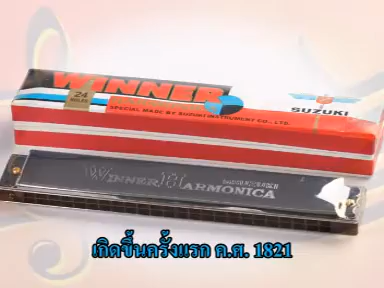 WINNER
24
HOLES
SPECIAL MADE BY SUZUKI INSTRUMENT CO., LTD.
SUZUKI
WINNER HARMONICA
เกิดขึ้นครั้งแรก ค.ศ. 1821